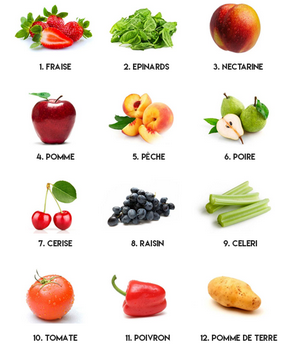 1. FRAISE
2. EPINARDS
3. NECTARINE
4. POMME
5. PÊCHE
6. POIRE
7. CERISE
8. RAISIN
9. CELERI
10. TOMATE
11. POIVRON
12. POMME DE TERRE